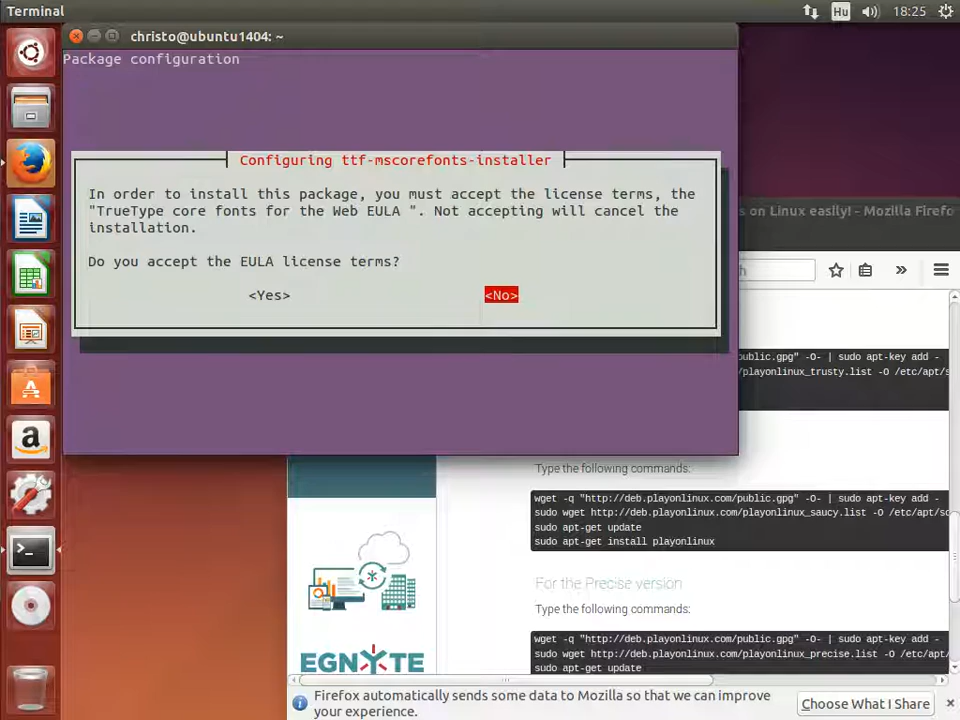 Terminal
Hu
18:25
christo@ubuntu1404: ~
Package configuration
Configuring ttf-mscorefonts-installer
In order to install this package, you must accept the license terms, the
"TrueType core fonts for the Web EULA ". Not accepting will cancel the
installation.
Do you accept the EULA license terms?
<Yes>
<No>
s on Linux easily! - Mozilla Firefo
h
public.gpg" -O- | sudo apt-key add -
/playonlinux_trusty.list -O /etc/apt/s
Type the following commands:
wget -q "http://deb.playonlinux.com/public.gpg" -O- | sudo apt-key add -
sudo wget http://deb.playonlinux.com/playonlinux_saucy.list -O /etc/apt/so
sudo apt-get update
sudo apt-get install playonlinux
For the Precise version
Type the following commands:
wget -q "http://deb.playonlinux.com/public.gpg" -O- | sudo apt-key add -
sudo wget http://deb.playonlinux.com/playonlinux_precise.list -O /etc/ap
sudo apt-get update
EGNYTE
Firefox automatically sends some data to Mozilla so that we can improve
your experience.
Choose What I Share